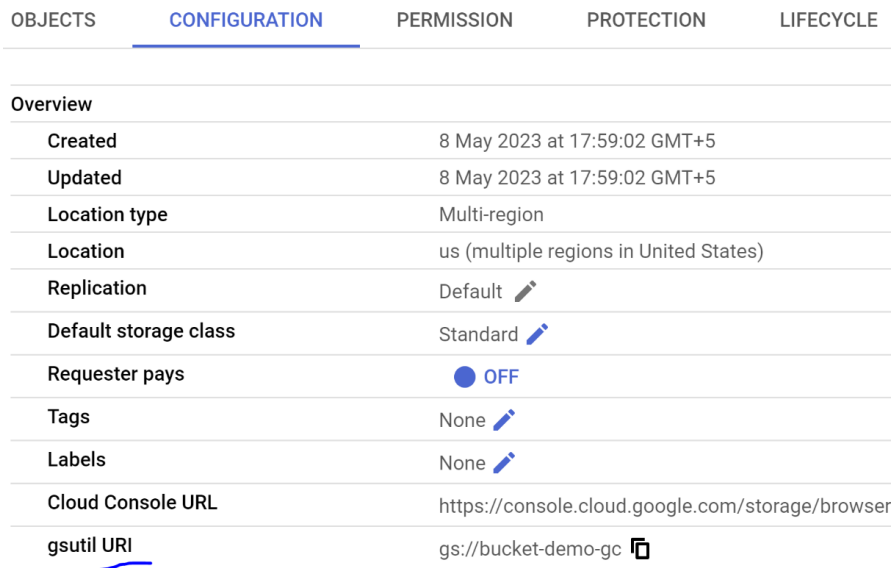 OBJECTS CONFIGURATION PERMISSION PROTECTION LIFECYCLE
Overview
Created 8 May 2023 at 17:59:02 GMT+5
Updated 8 May 2023 at 17:59:02 GMT+5
Location type Multi-region
Location us (multiple regions in United States)
Replication Default
Default storage class Standard
Requester pays OFF
Tags None
Labels None
Cloud Console URL https://console.cloud.google.com/storage/browser
gsutil URI gs://bucket-demo-gc